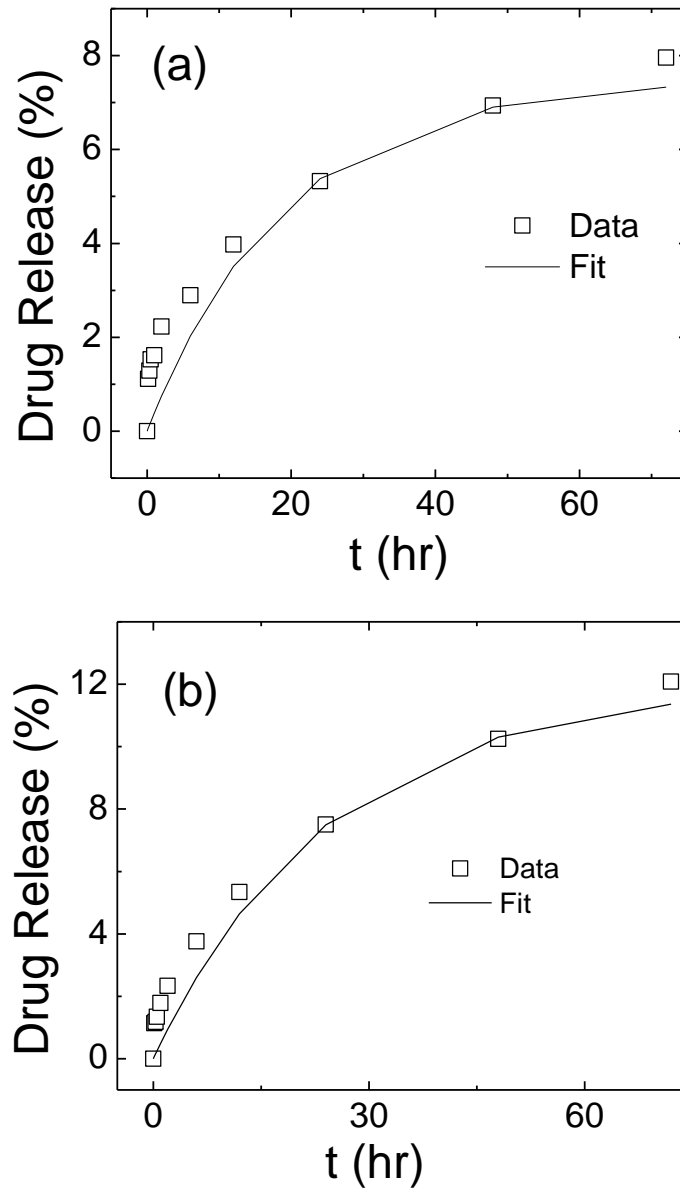 (a)
8
6
4
2
0
Drug Release (%)
Data
Fit
0 20 40 60
t (hr)
(b)
12
8
4
0
Drug Release (%)
Data
Fit
0 30 60
t (hr)